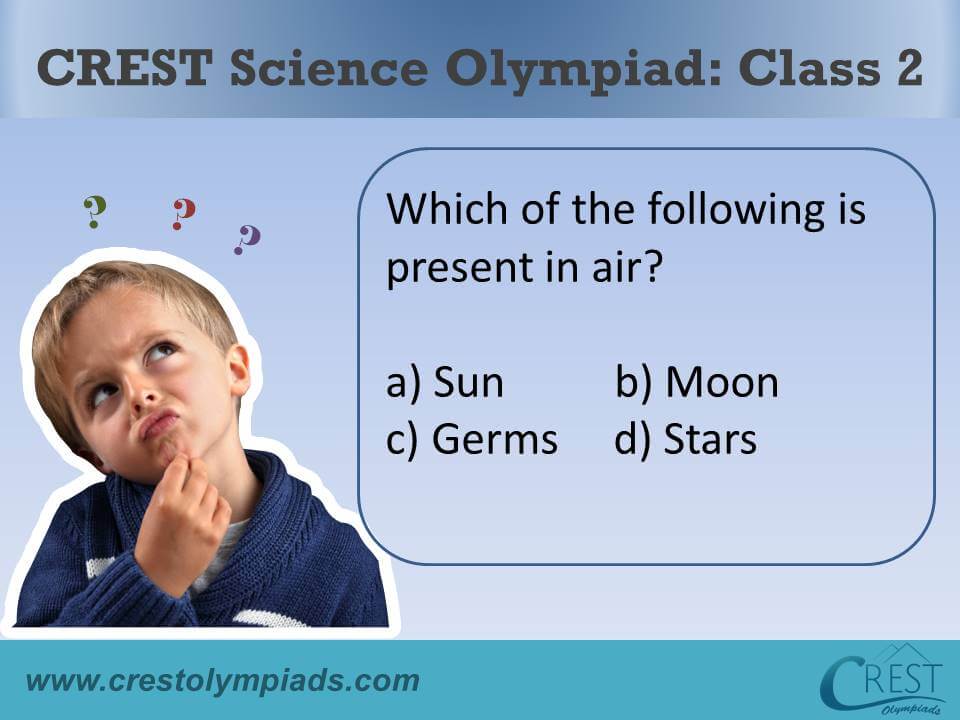 CREST Science Olympiad: Class 2
? ? ?
Which of the following is
present in air?
a) Sun b) Moon
c) Germs d) Stars
www.crestolympiads.com
CREST
Olympiads